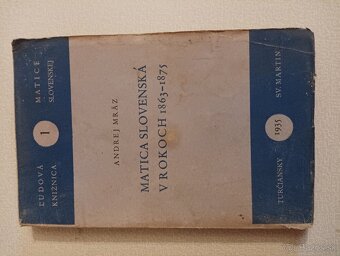 ANDREJ MRÁZ
MATICA SLOVENSKÁ
V ROKOCH 1863–1875
ĽUDOVÁ
KNIŽNICA
1
MATICE
SLOVENSKEJ
TURČIANSKY
1935
SV. MARTIN